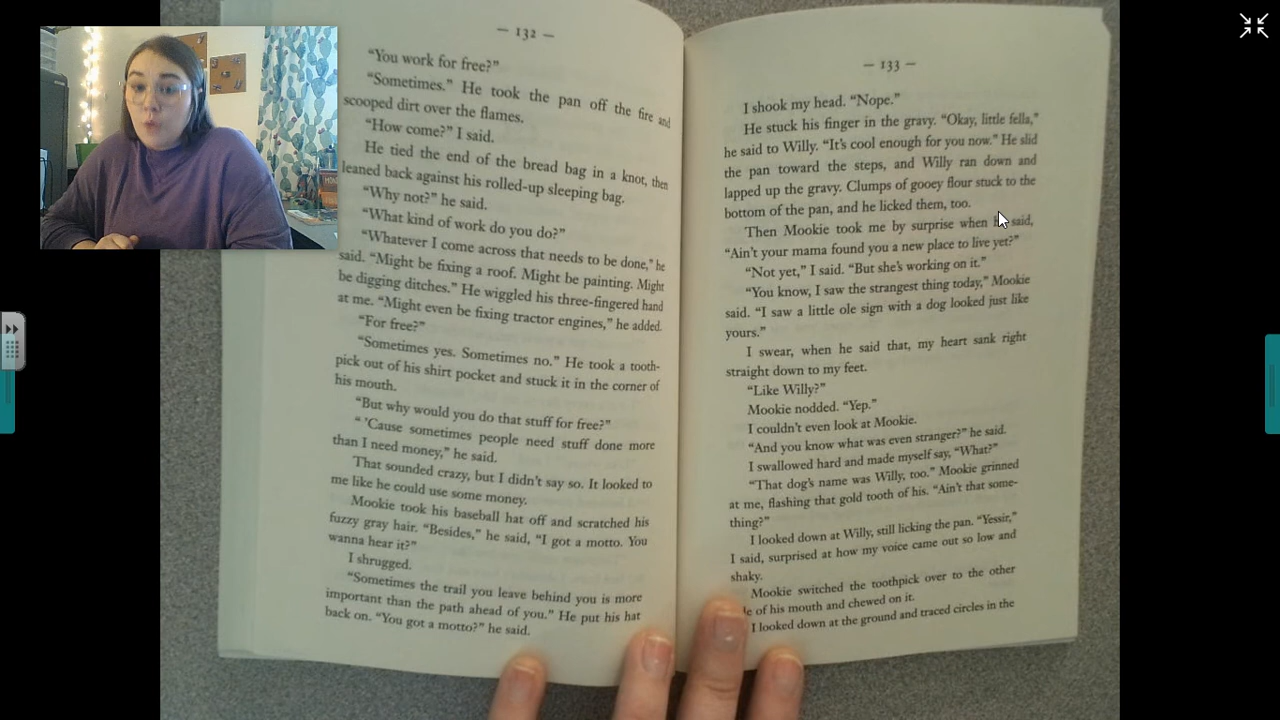 — 132 —
“You work for free?”
“Sometimes.” He took the pan off the fire and
scooped dirt over the flames.
“How come?” I said.
He tied the end of the bread bag in a knot, then
leaned back against his rolled-up sleeping bag.
“Why not?” he said.
“What kind of work do you do?”
“Whatever I come across that needs to be done,” he
said. “Might be fixing a roof. Might be painting. Might
be digging ditches.” He wiggled his three-fingered hand
at me. “Might even be fixing tractor engines,” he added.
“For free?”
“Sometimes yes. Sometimes no.” He took a tooth-
pick out of his shirt pocket and stuck it in the corner of
his mouth.
“But why would you do that stuff for free?”
“ ’Cause sometimes people need stuff done more
than I need money,” he said.
That sounded crazy, but I didn’t say so. It looked to
me like he could use some money.
Mookie took his baseball hat off and scratched his
fuzzy gray hair. “Besides,” he said, “I got a motto. You
wanna hear it?”
I shrugged.
“Sometimes the trail you leave behind you is more
important than the path ahead of you.” He put his hat
back on. “You got a motto?” he said.
— 133 —
I shook my head. “Nope.”
He stuck his finger in the gravy. “Okay, little fella,”
he said to Willy. “It’s cool enough for you now.” He slid
the pan toward the steps, and Willy ran down and
lapped up the gravy. Clumps of gooey flour stuck to the
bottom of the pan, and he licked them, too.
Then Mookie took me by surprise when said,
“Ain’t your mama found you a new place to live yet?”
“Not yet,” I said. “But she’s working on it.”
“You know, I saw the strangest thing today,” Mookie
said. “I saw a little ole sign with a dog looked just like
yours.”
I swear, when he said that, my heart sank right
straight down to my feet.
“Like Willy?”
Mookie nodded. “Yep.”
I couldn’t even look at Mookie.
“And you know what was even stranger?” he said.
I swallowed hard and made myself say, “What?”
“That dog’s name was Willy, too.” Mookie grinned
at me, flashing that gold tooth of his. “Ain’t that some-
thing?”
I looked down at Willy, still licking the pan. “Yessir,”
I said, surprised at how my voice came out so low and
shaky.
Mookie switched the toothpick over to the other
of his mouth and chewed on it.
I looked down at the ground and traced circles in the